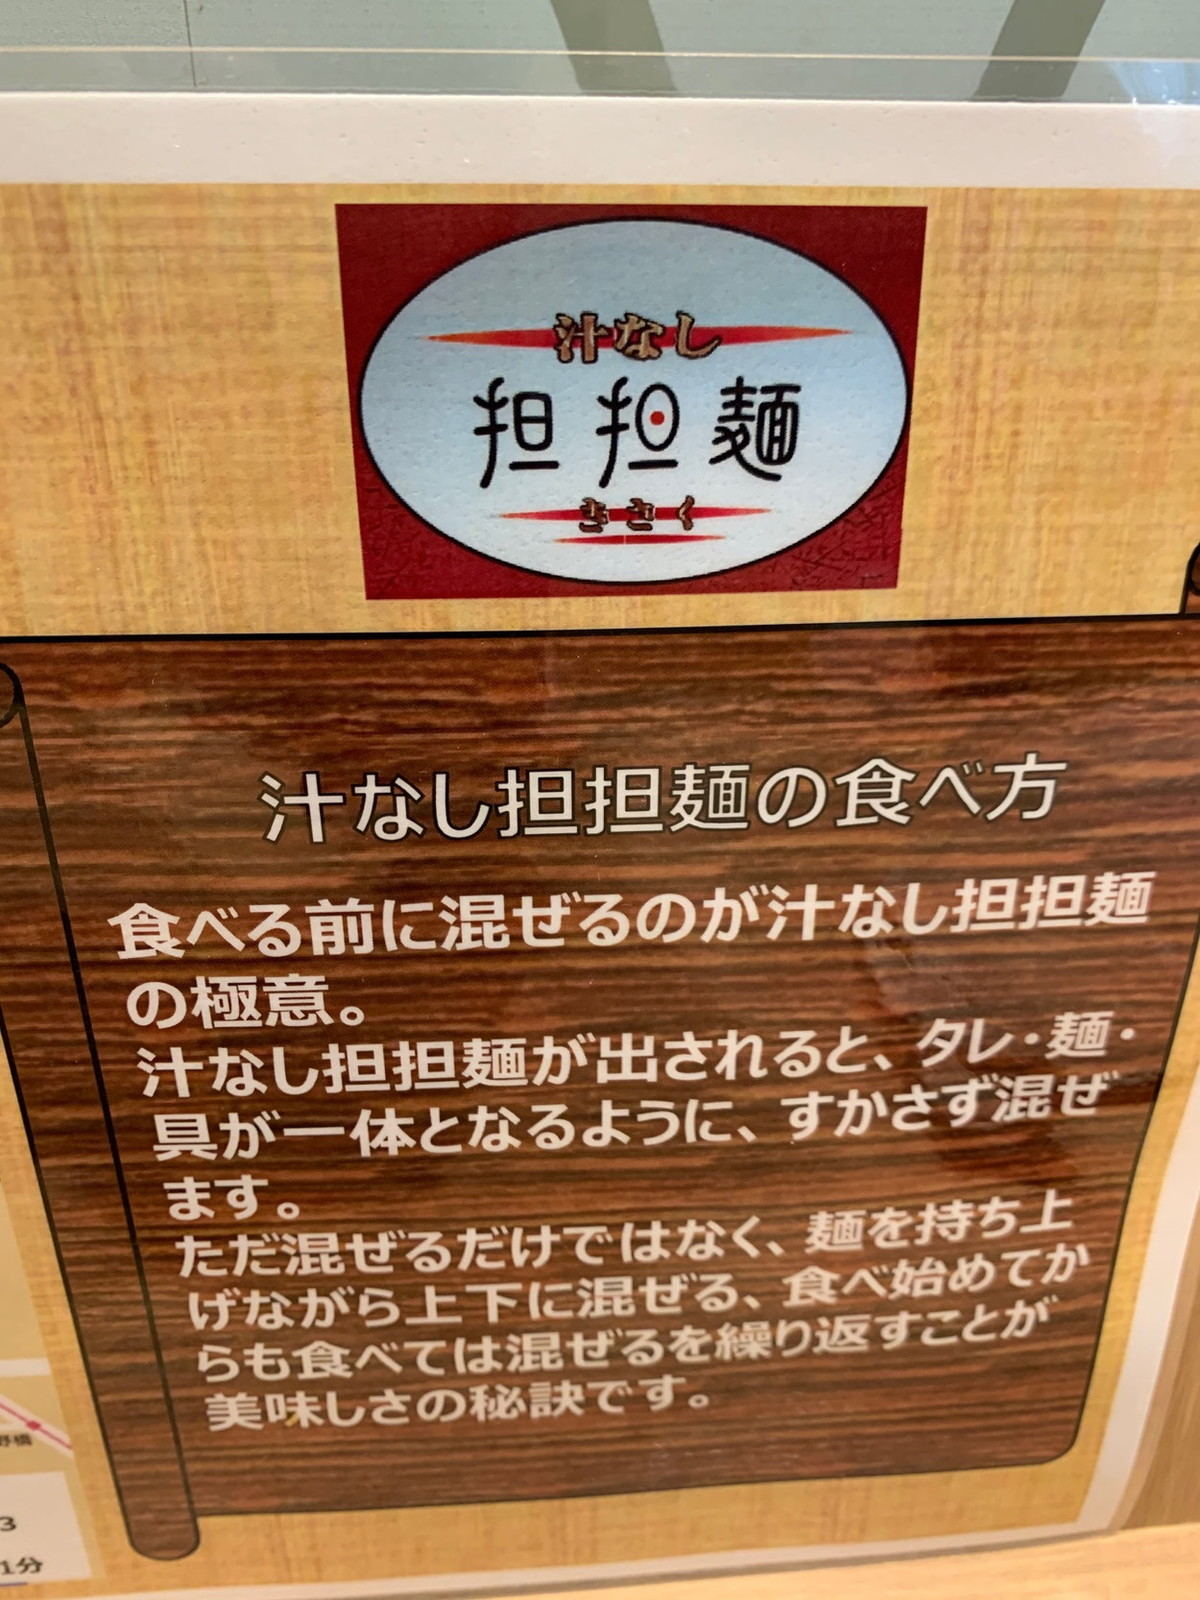 汁なし
担担麺
きさく
汁なし担担麺の食べ方
食べる前に混ぜるのが汁なし担担麺
の極意。
汁なし担担麺が出されると、タレ・麺・
具が一体となるように、すかさず混ぜ
ます。
ただ混ぜるだけではなく、麺を持ち上
げながら上下に混ぜる、食べ始めてか
らも食べては混ぜるを繰り返すことが
美味しさの秘訣です。
野橋
3
1分